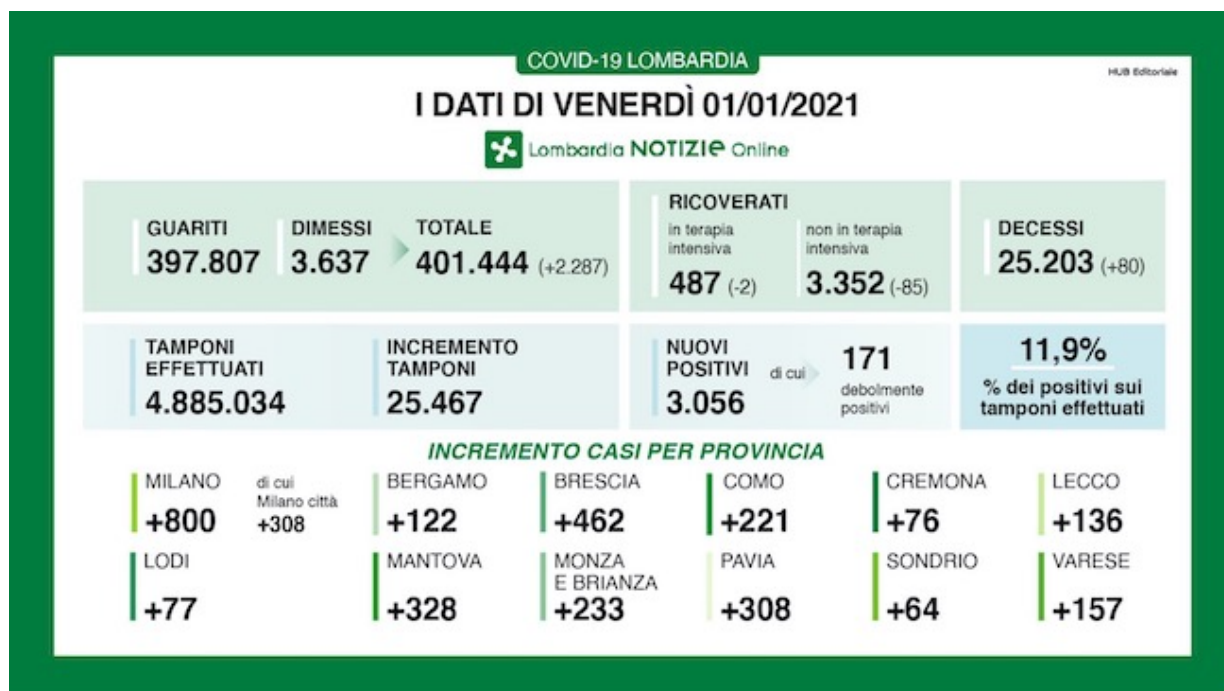 COVID-19 LOMBARDIA
HUB Editoriale
I DATI DI VENERDÌ 01/01/2021
Lombardia NOTIZIE Online
GUARITI
397.807
DIMESSI
3.637
TOTALE
401.444 (+2.287)
RICOVERATI
in terapia
intensiva
487 (-2)
non in terapia
intensiva
3.352 (-85)
DECESSI
25.203 (+80)
TAMPONI
EFFETTUATI
4.885.034
INCREMENTO
TAMPONI
25.467
NUOVI
POSITIVI
3.056
di cui
171
debolmente
positivi
11,9%
% dei positivi sui
tamponi effettuati
INCREMENTO CASI PER PROVINCIA
MILANO
+800
di cui
Milano città
+308
BERGAMO
+122
BRESCIA
+462
COMO
+221
CREMONA
+76
LECCO
+136
LODI
+77
MANTOVA
+328
MONZA
E BRIANZA
+233
PAVIA
+308
SONDRIO
+64
VARESE
+157